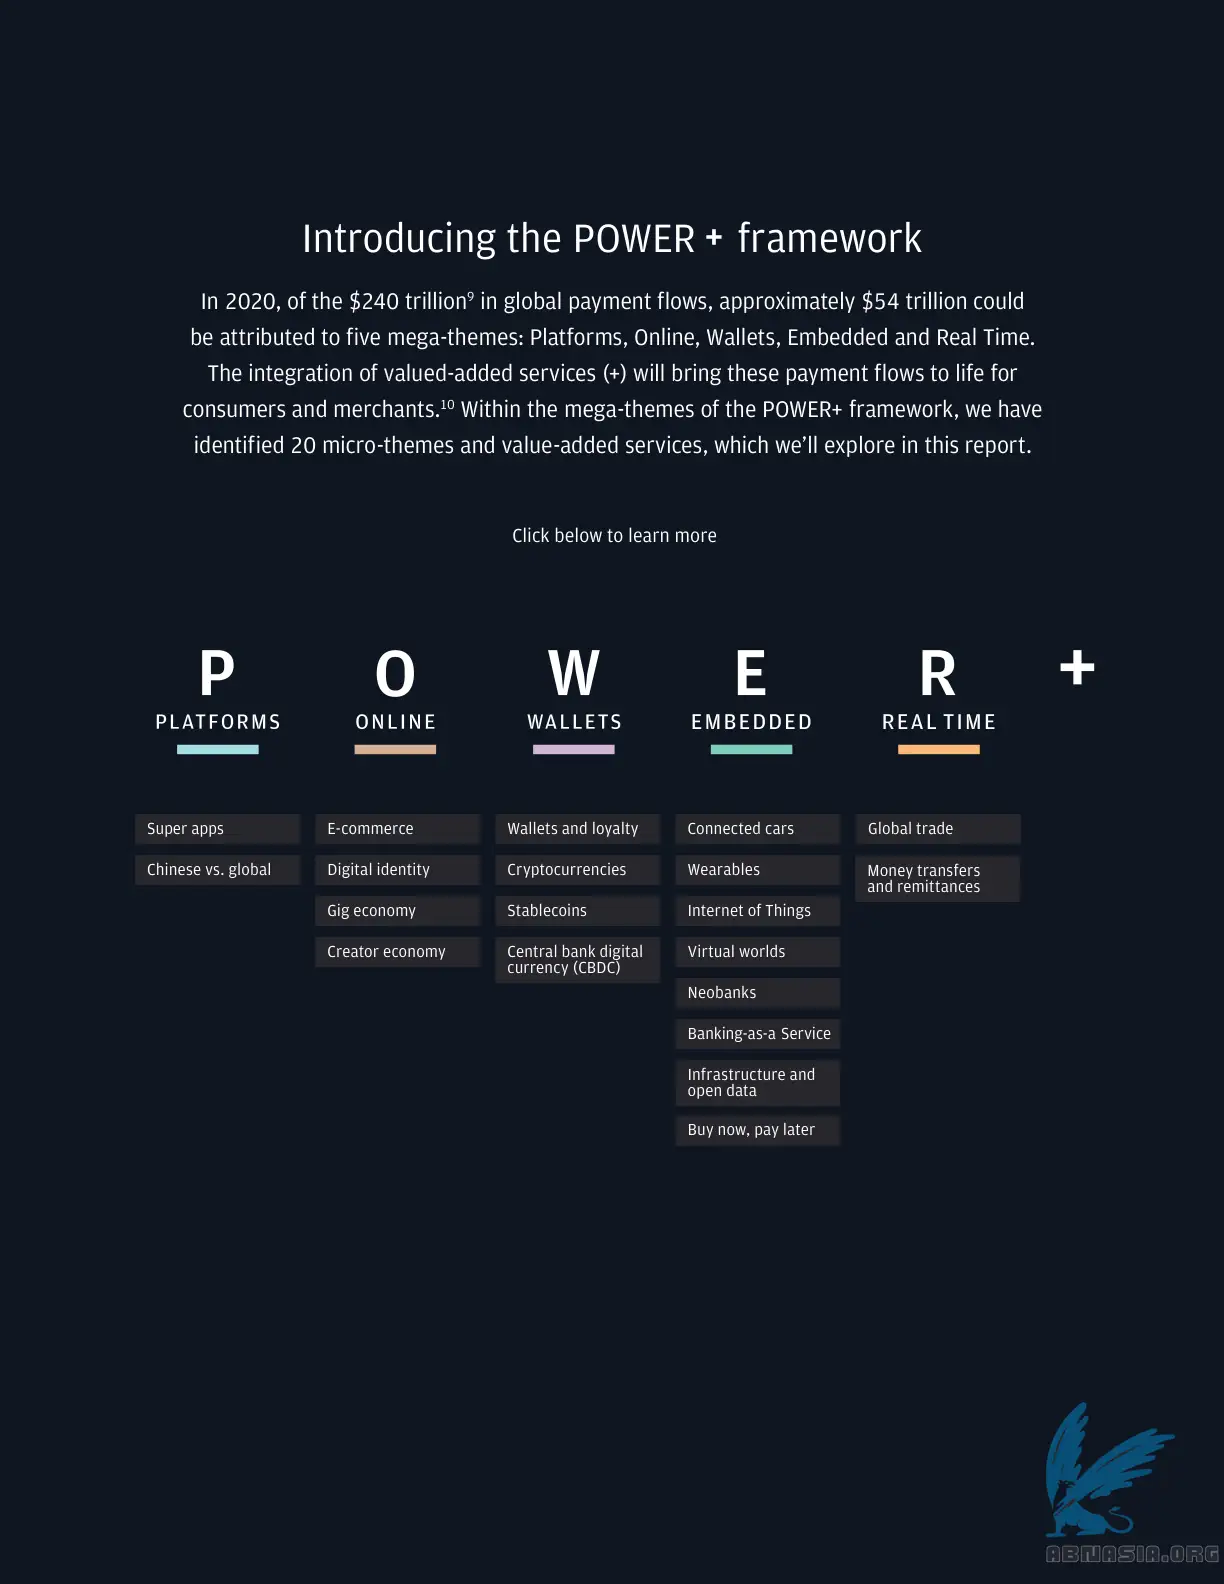 Introducing the POWER + framework
In 2020, of the $240 trillion⁹ in global payment flows, approximately $54 trillion could
be attributed to five mega-themes: Platforms, Online, Wallets, Embedded and Real Time.
The integration of valued-added services (+) will bring these payment flows to life for
consumers and merchants.¹⁰ Within the mega-themes of the POWER+ framework, we have
identified 20 micro-themes and value-added services, which we’ll explore in this report.
Click below to learn more
P
PLATFORMS
Super apps
Chinese vs. global
O
ONLINE
E-commerce
Digital identity
Gig economy
Creator economy
W
WALLETS
Wallets and loyalty
Cryptocurrencies
Stablecoins
Central bank digital
currency (CBDC)
E
EMBEDDED
Connected cars
Wearables
Internet of Things
Virtual worlds
Neobanks
Banking-as-a Service
Infrastructure and
open data
Buy now, pay later
R
REAL TIME
Global trade
Money transfers
and remittances
+
ABNASIA.ORG